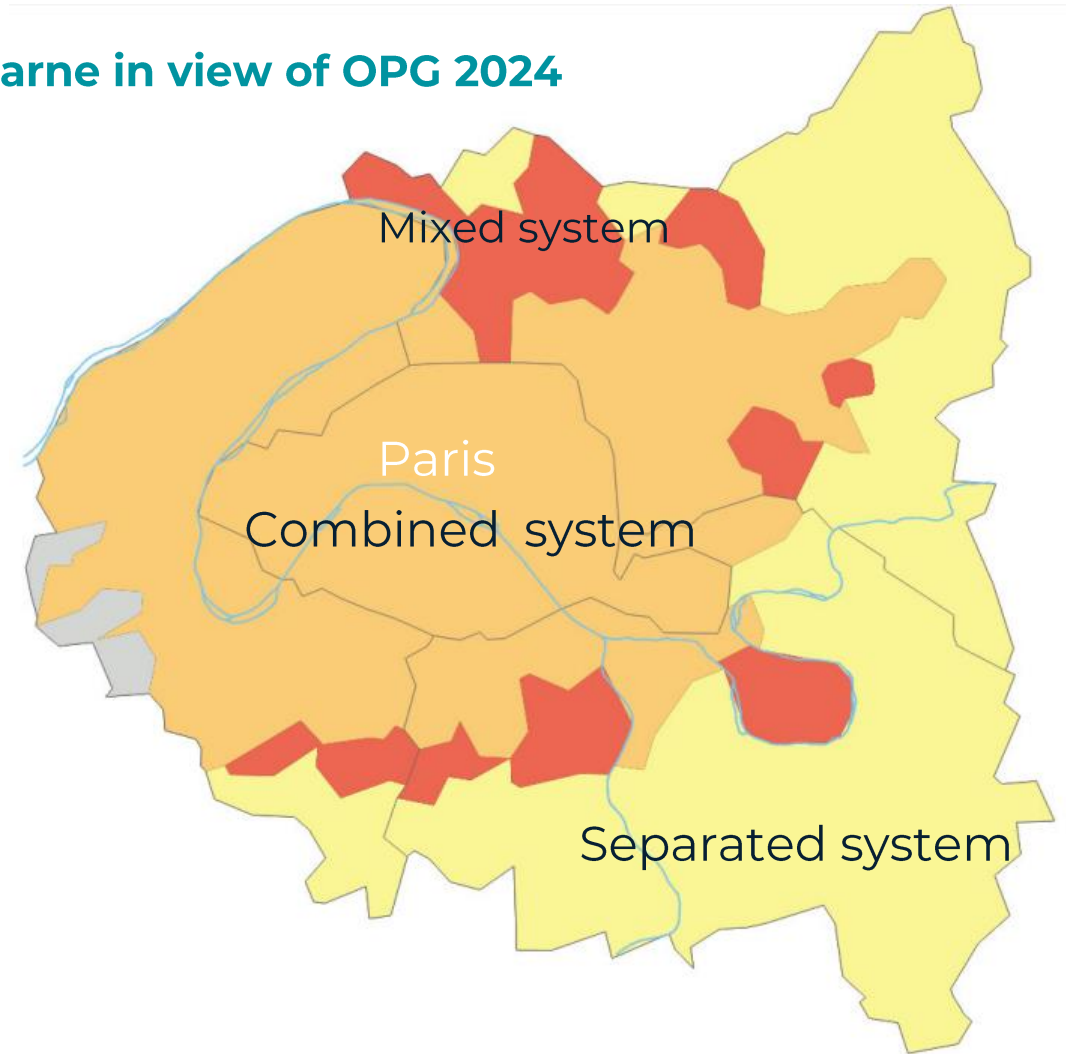 arne in view of OPG 2024
Mixed system
Paris
Combined system
Separated system